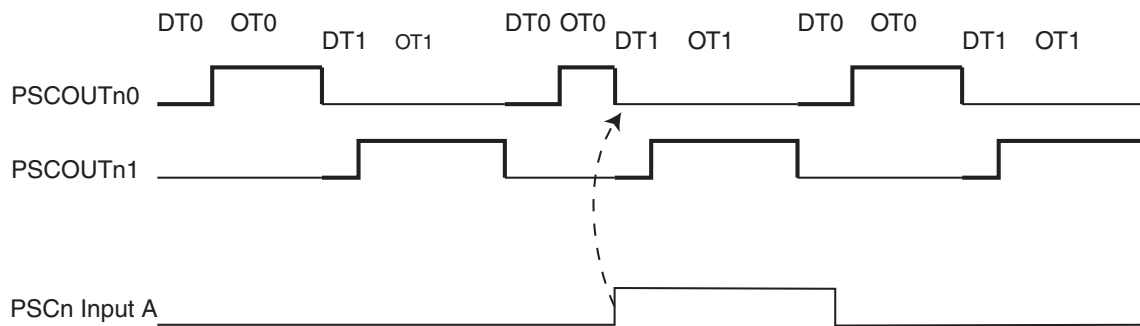 DT0 OT0 DT0 OT0 DT0 OT0
DT1 OT1 DT1 OT1 DT1 OT1
PSCOUTn0
PSCOUTn1
PSCn Input A